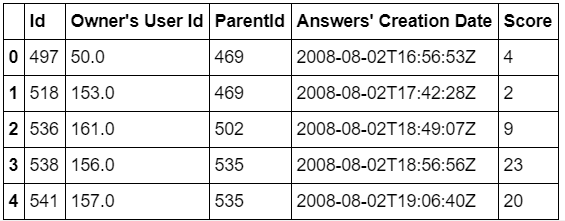 Id Owner's User Id ParentId Answers' Creation Date Score
0 497 50.0 469 2008-08-02T16:56:53Z 4
1 518 153.0 469 2008-08-02T17:42:28Z 2
2 536 161.0 502 2008-08-02T18:49:07Z 9
3 538 156.0 535 2008-08-02T18:56:56Z 23
4 541 157.0 535 2008-08-02T19:06:40Z 20